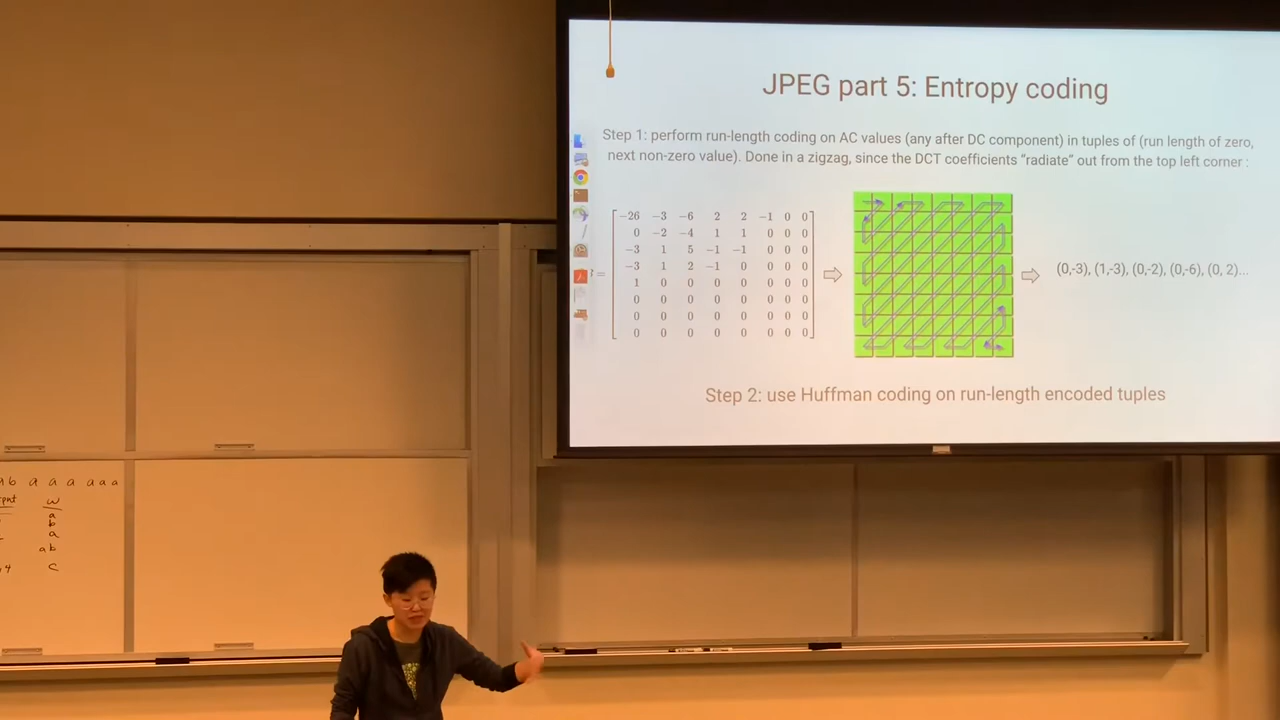 JPEG part 5: Entropy coding
Step 1: perform run-length coding on AC values (any after DC component) in tuples of (run length of zero,
next non-zero value). Done in a zigzag, since the DCT coefficients “radiate” out from the top left corner :
−26 −3 −6 2 2 −1 0 0
0 −2 −4 1 1 0 0 0
−3 1 5 −1 −1 0 0 0
−3 1 2 −1 0 0 0 0
1 0 0 0 0 0 0 0
0 0 0 0 0 0 0 0
0 0 0 0 0 0 0 0
0 0 0 0 0 0 0 0
=
(0,-3), (1,-3), (0,-2), (0,-6), (0, 2)...
Step 2: use Huffman coding on run-length encoded tuples
b a a a a a a
w
a
b
a
ab
4 c